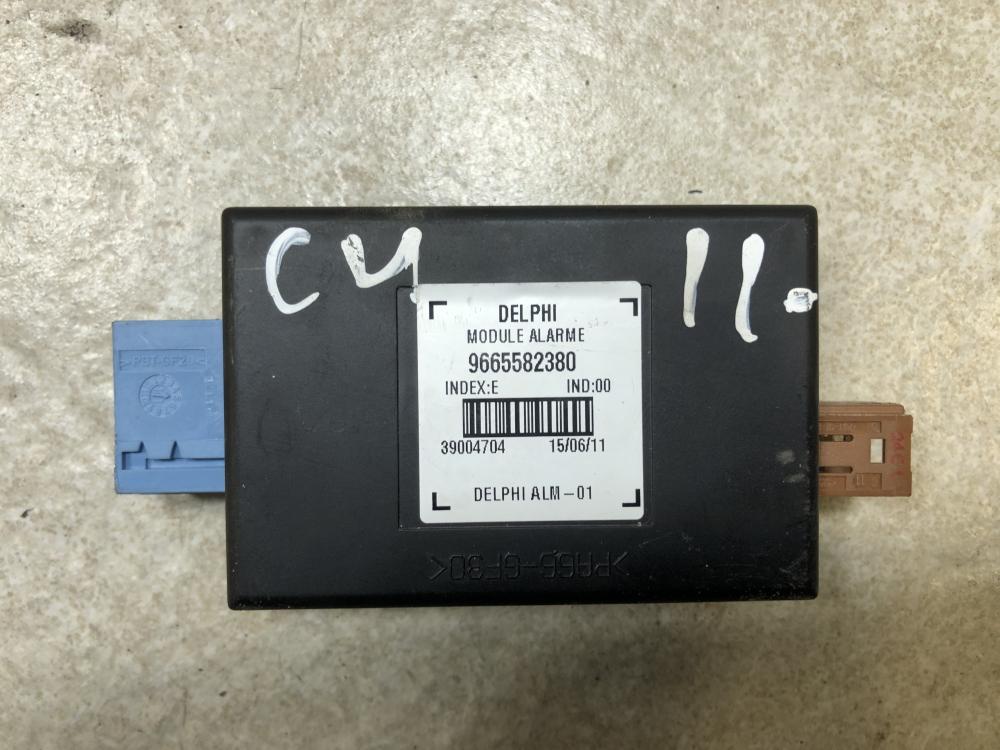 C4 11.
DELPHI
MODULE ALARME
9665582380
INDEX:E IND:00
39004704 15/06/11
DELPHI ALM-01
>PA66-GF30<